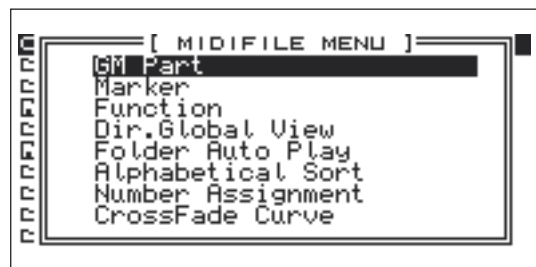 [ MIDIFILE MENU ]
GM Part
Marker
Function
Dir.Global View
Folder Auto Play
Alphabetical Sort
Number Assignment
CrossFade Curve